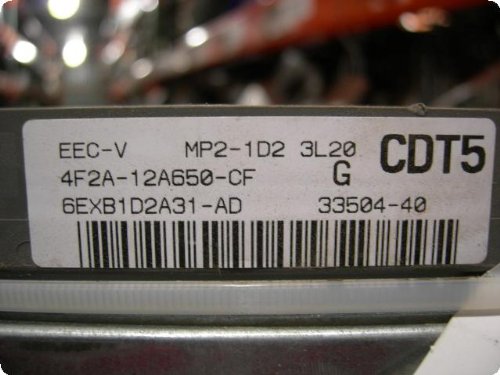 EEC-V MP2-1D2 3L20 CDT5
4F2A-12A650-CF G
6EXB1D2A31-AD 33504-40